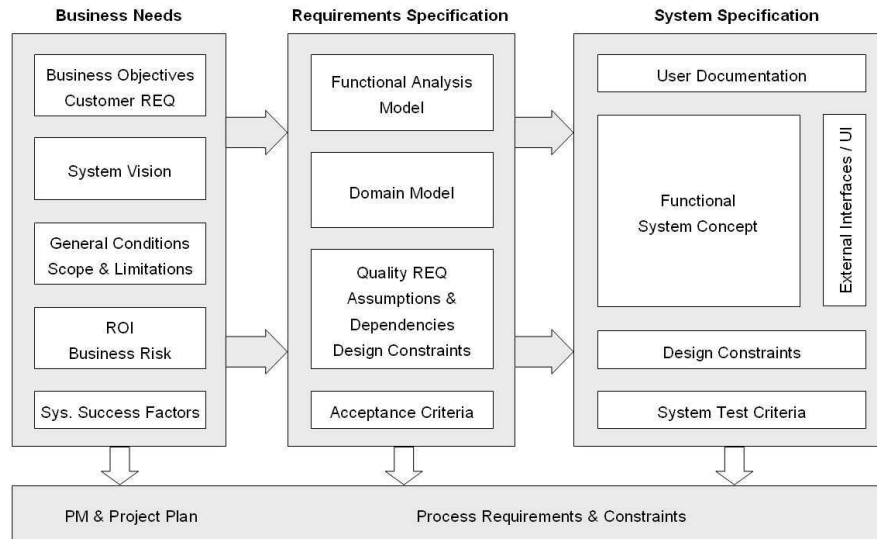 Business Needs
Requirements Specification
System Specification
Business Objectives
Customer REQ
System Vision
General Conditions
Scope & Limitations
ROI
Business Risk
Sys. Success Factors
Functional Analysis
Model
Domain Model
Quality REQ
Assumptions &
Dependencies
Design Constraints
Acceptance Criteria
User Documentation
Functional
System Concept
External Interfaces / UI
Design Constraints
System Test Criteria
PM & Project Plan
Process Requirements & Constraints